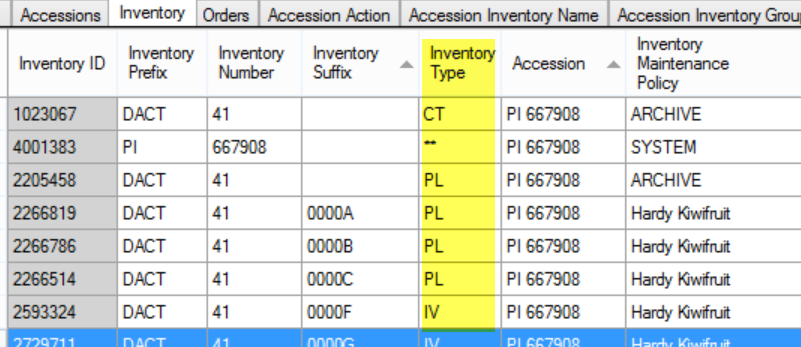 Accessions Inventory Orders Accession Action Accession Inventory Name Accession Inventory Grou
Inventory ID Inventory Prefix Inventory Number Inventory Suffix Inventory Type Accession Inventory Maintenance Policy
1023067 DACT 41 CT PI 667908 ARCHIVE
4001383 PI 667908 ** PI 667908 SYSTEM
2205458 DACT 41 PL PI 667908 ARCHIVE
2266819 DACT 41 0000A PL PI 667908 Hardy Kiwifruit
2266786 DACT 41 0000B PL PI 667908 Hardy Kiwifruit
2266514 DACT 41 0000C PL PI 667908 Hardy Kiwifruit
2593324 DACT 41 0000F IV PI 667908 Hardy Kiwifruit
2729711 DACT 41 0000G IV PI 667908 Hardy Kiwifruit